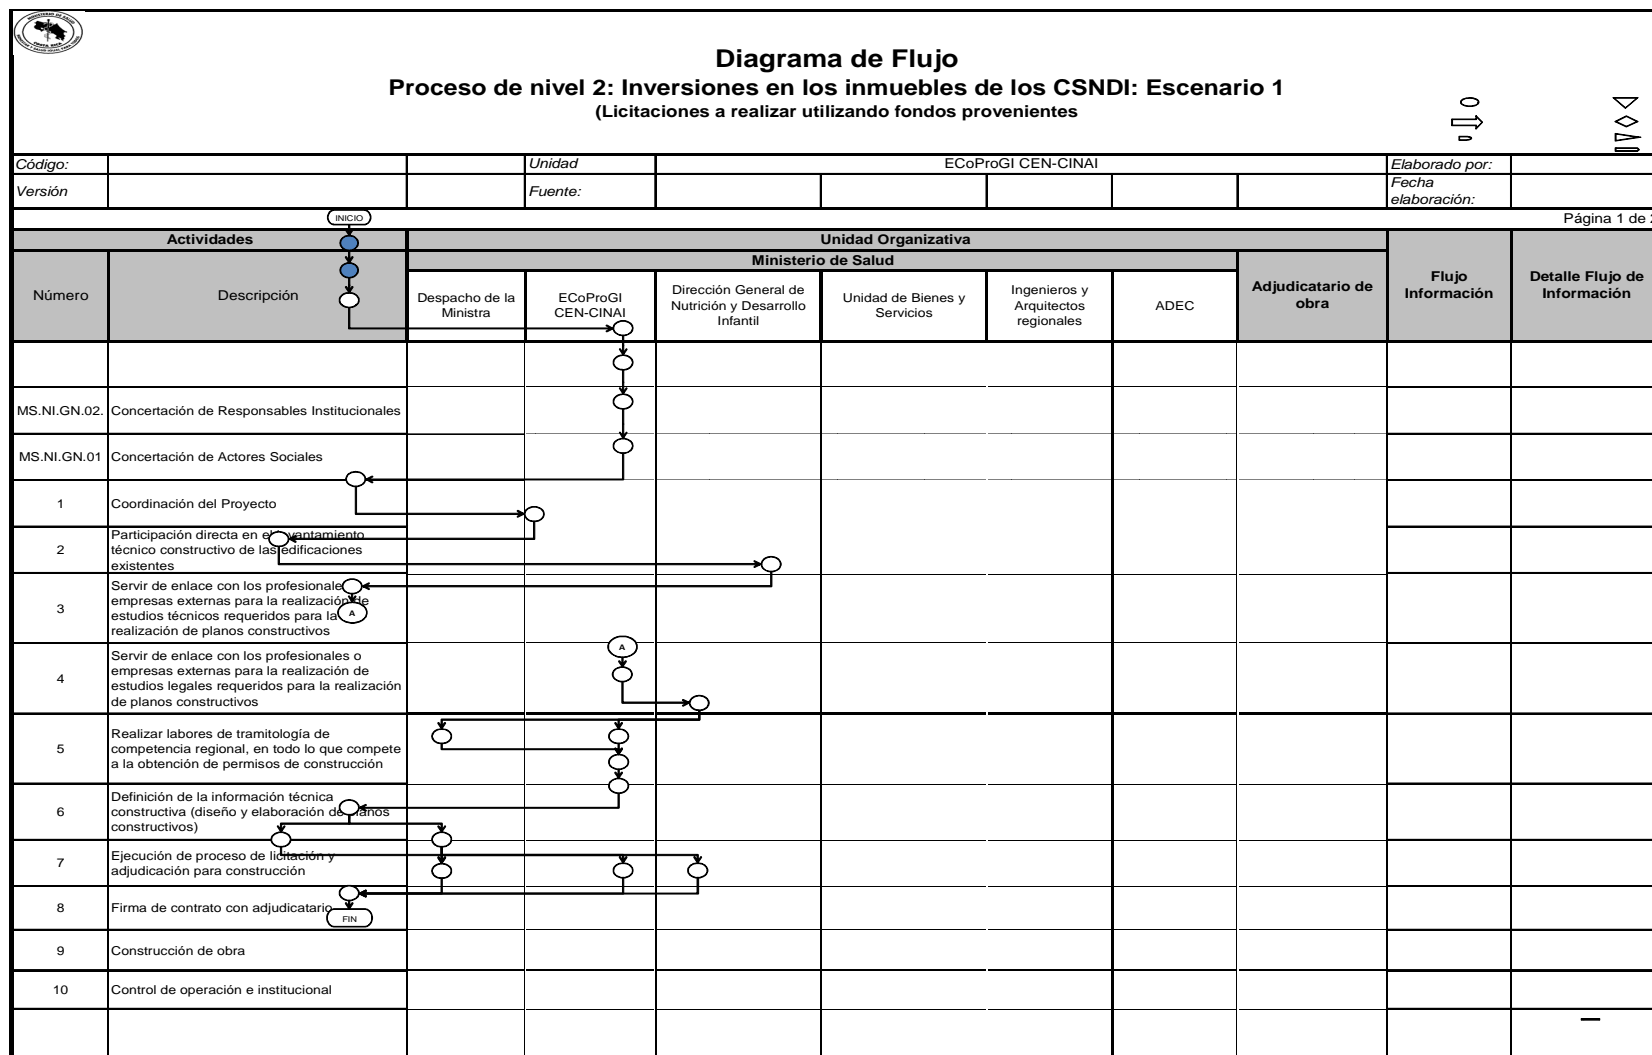 MINISTERIO DE SALUD
COSTA RICA
Diagrama de Flujo
Proceso de nivel 2: Inversiones en los inmuebles de los CSNDI: Escenario 1
(Licitaciones a realizar utilizando fondos provenientes
Código:
Unidad
ECoProGI CEN-CINAI
Elaborado por:
Versión
Fuente:
Fecha
elaboración:
INICIO
Página 1 de 2
Actividades
Unidad Organizativa
Ministerio de Salud
Número
Descripción
Despacho de la
Ministra
ECoProGI
CEN-CINAI
Dirección General de
Nutrición y Desarrollo
Infantil
Unidad de Bienes y
Servicios
Ingenieros y
Arquitectos
regionales
ADEC
Adjudicatario de
obra
Flujo
Información
Detalle Flujo de
Información
MS.NI.GN.02.
Concertación de Responsables Institucionales
MS.NI.GN.01
Concertación de Actores Sociales
1
Coordinación del Proyecto
2
Participación directa en el levantamiento
técnico constructivo de las edificaciones
existentes
3
Servir de enlace con los profesionale
empresas externas para la realización de
estudios técnicos requeridos para la
realización de planos constructivos
A
A
4
Servir de enlace con los profesionales o
empresas externas para la realización de
estudios legales requeridos para la realización
de planos constructivos
5
Realizar labores de tramitología de
competencia regional, en todo lo que compete
a la obtención de permisos de construcción
6
Definición de la información técnica
constructiva (diseño y elaboración de planos
constructivos)
7
Ejecución de proceso de licitación y
adjudicación para construcción
8
Firma de contrato con adjudicatario
FIN
9
Construcción de obra
10
Control de operación e institucional